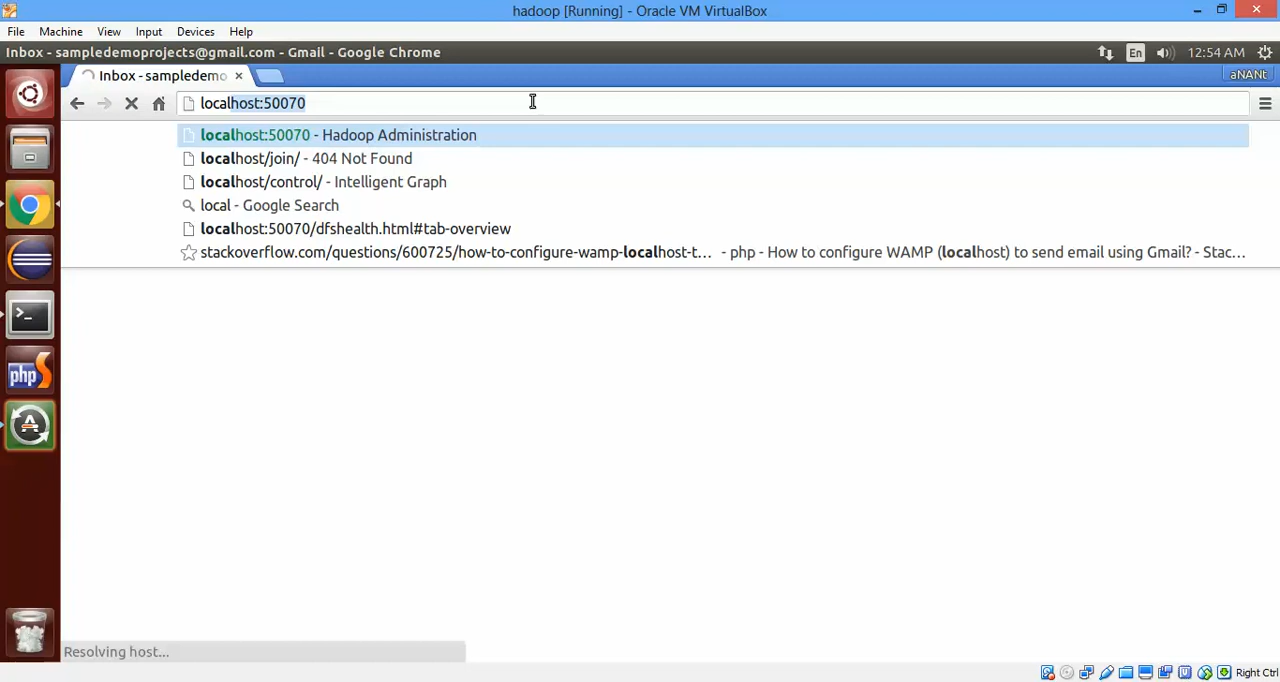 hadoop [Running] - Oracle VM VirtualBox
File Machine View Input Devices Help
Inbox - sampledemoprojects@gmail.com - Gmail - Google Chrome
En 12:54 AM
Inbox - sampledemo
aNANt
localhost:50070
localhost:50070 - Hadoop Administration
localhost/join/ - 404 Not Found
localhost/control/ - Intelligent Graph
local - Google Search
localhost:50070/dfshealth.html#tab-overview
stackoverflow.com/questions/600725/how-to-configure-wamp-localhost-t... - php - How to configure WAMP (localhost) to send email using Gmail? - Stac...
>_
php
A
Resolving host...
Right Ctrl